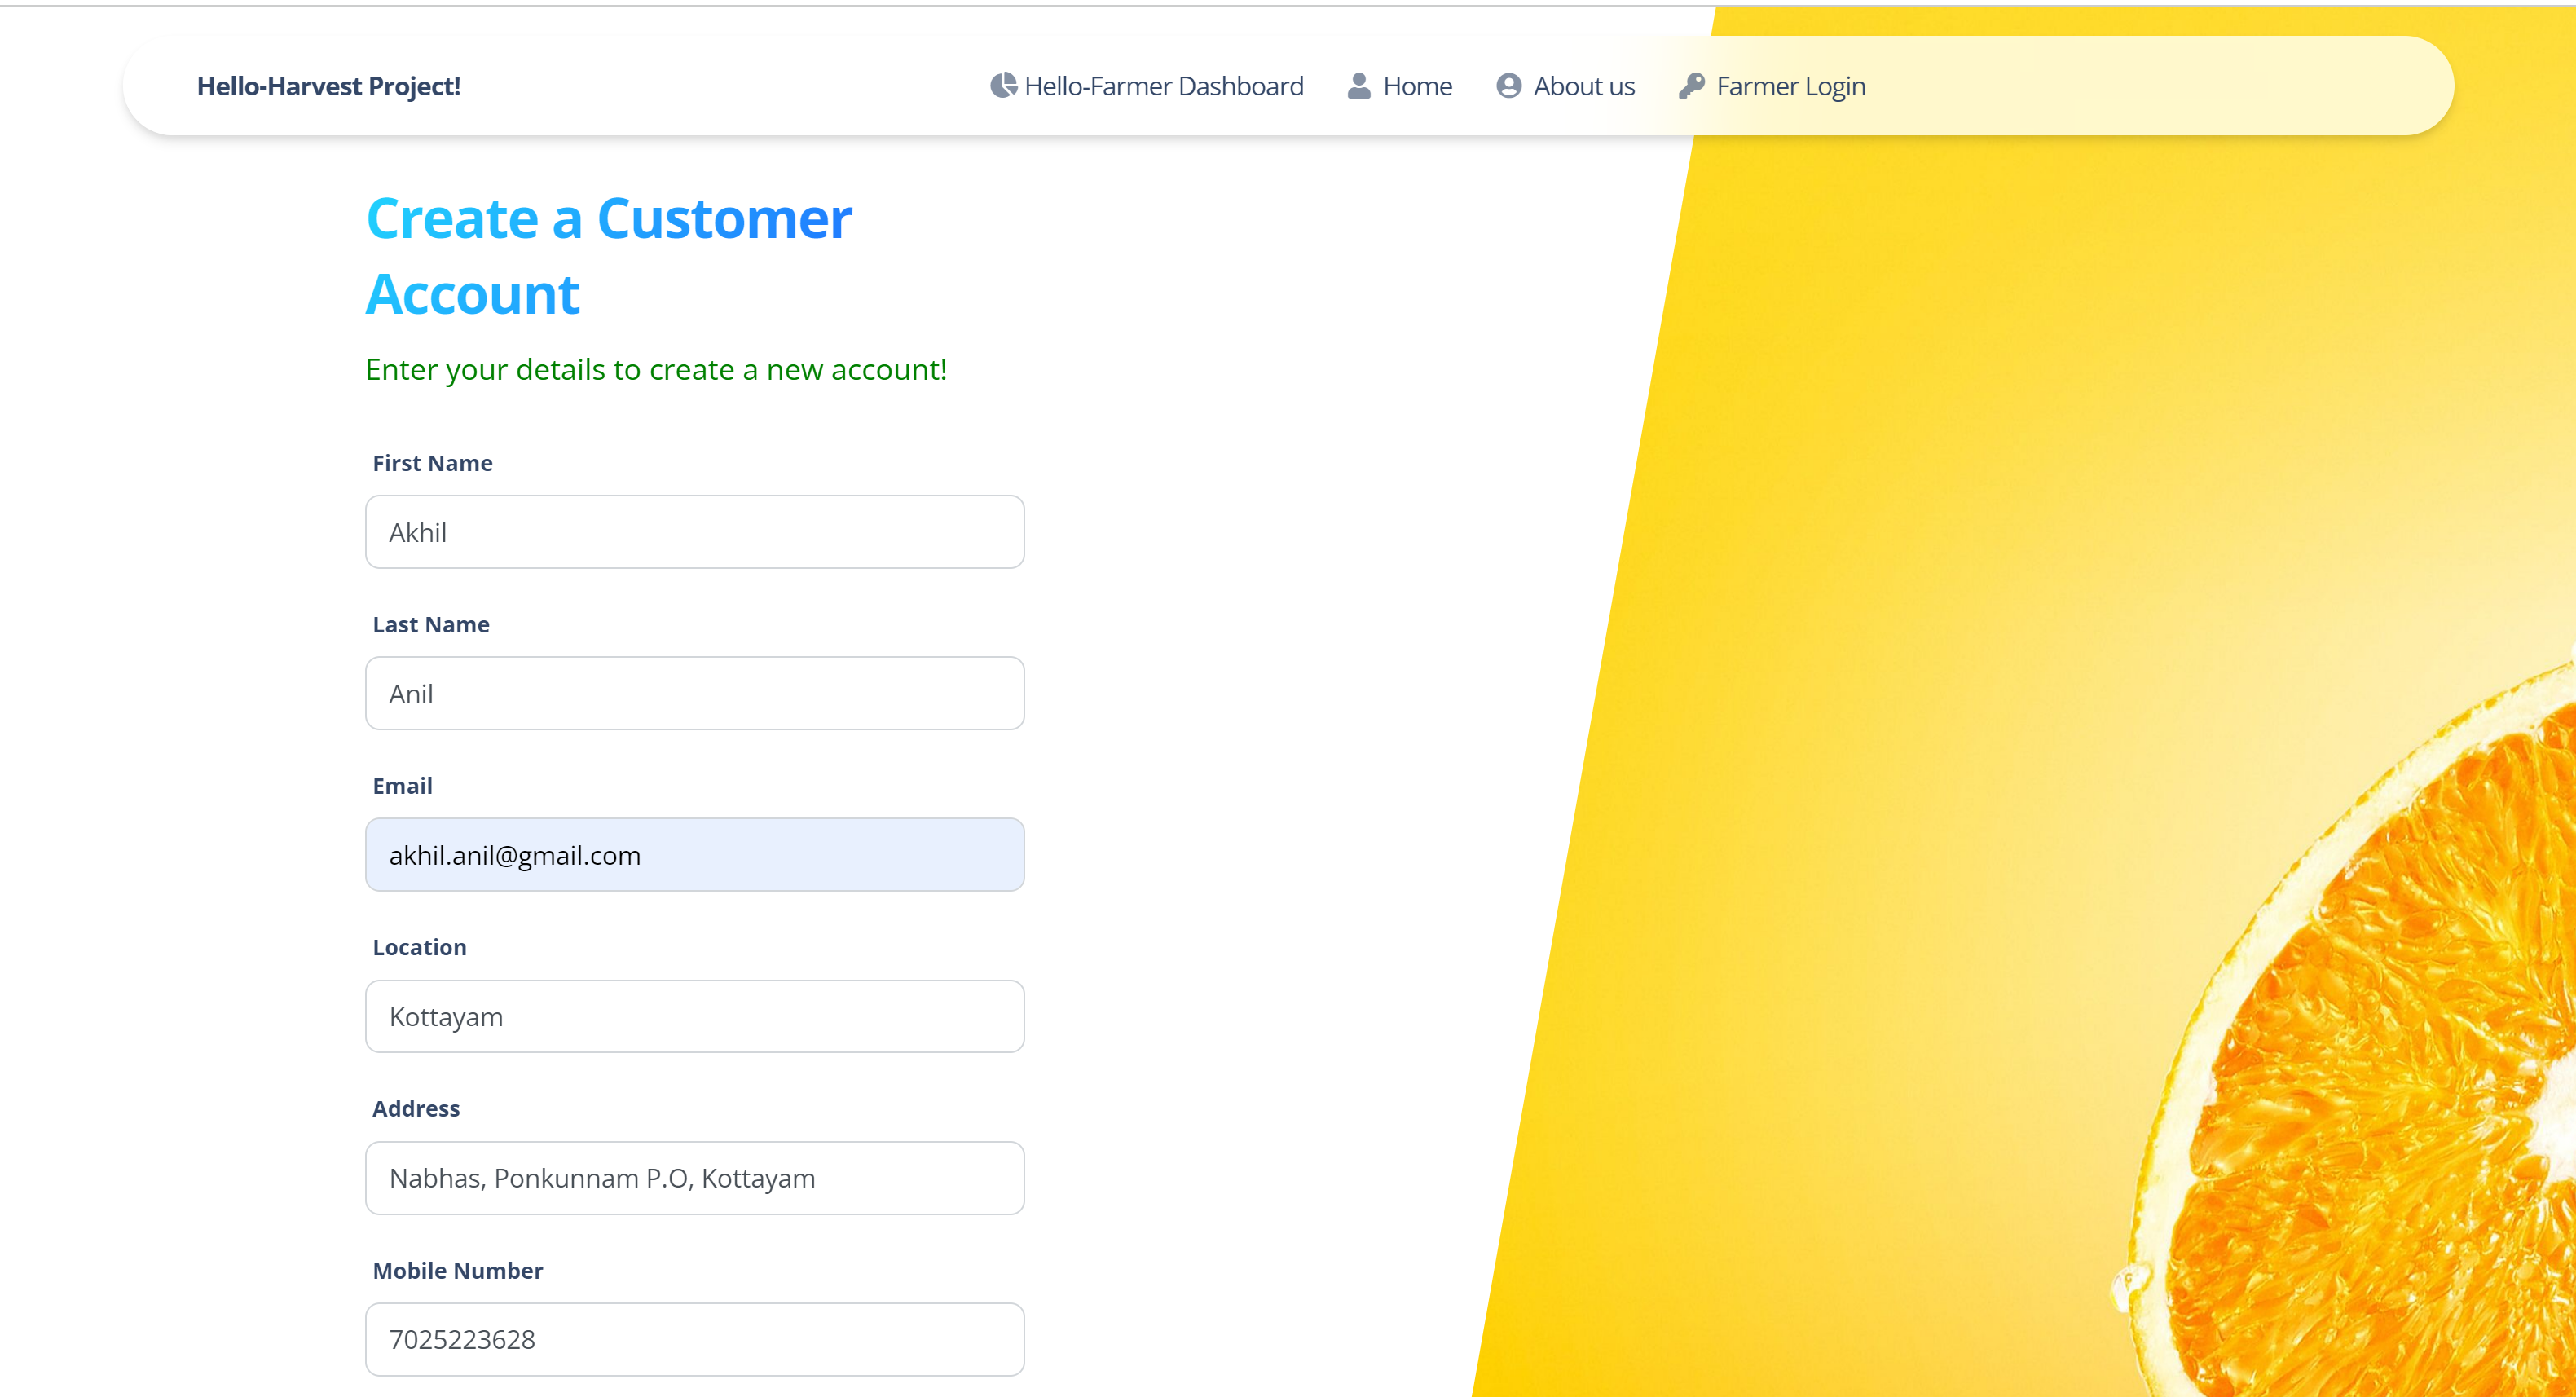 Hello-Harvest Project!
Hello-Farmer Dashboard
Home
About us
Farmer Login
Create a Customer
Account
Enter your details to create a new account!
First Name
Akhil
Last Name
Anil
Email
akhil.anil@gmail.com
Location
Kottayam
Address
Nabhas, Ponkunnam P.O, Kottayam
Mobile Number
7025223628